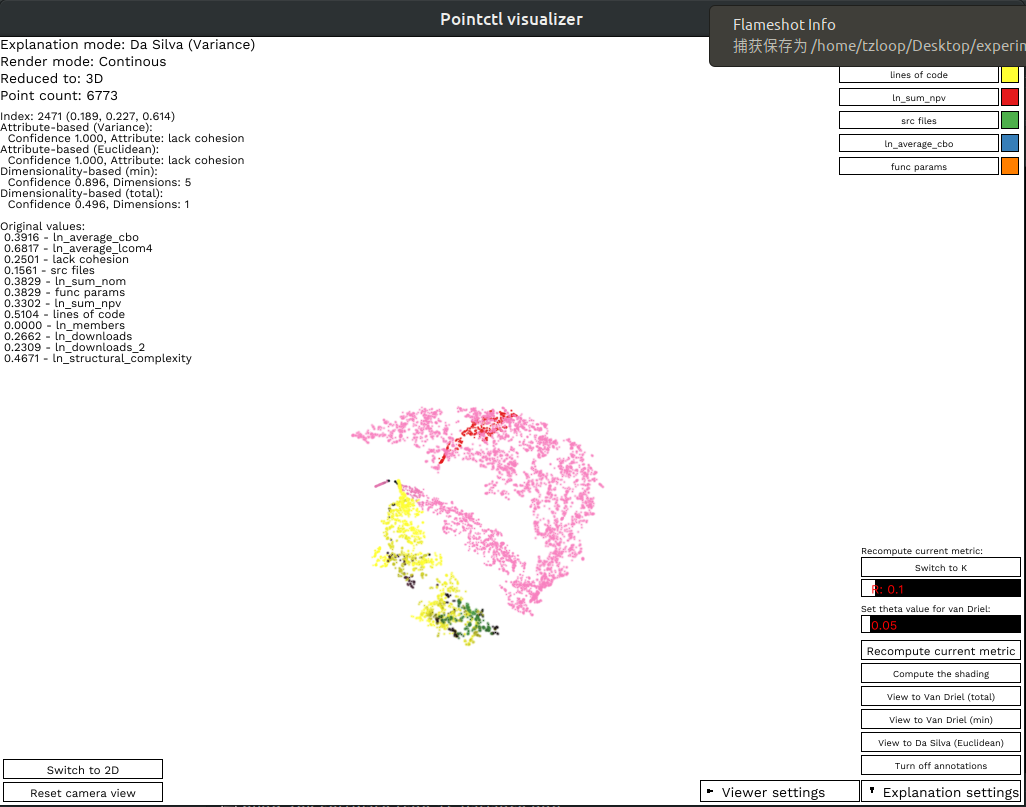 Pointctl visualizer
Flameshot Info
捕获保存为 /home/tzloop/Desktop/experim
Explanation mode: Da Silva (Variance)
Render mode: Continous
Reduced to: 3D
Point count: 6773
Index: 2471 (0.189, 0.227, 0.614)
Attribute-based (Variance):
Confidence 1.000, Attribute: lack cohesion
Attribute-based (Euclidean):
Confidence 1.000, Attribute: lack cohesion
Dimensionality-based (min):
Confidence 0.896, Dimensions: 5
Dimensionality-based (total):
Confidence 0.496, Dimensions: 1
Original values:
0.3916 - ln_average_cbo
0.6817 - ln_average_lcom4
0.2501 - lack cohesion
0.1561 - src files
0.3829 - ln_sum_nom
0.3829 - func params
0.3302 - ln_sum_npv
0.5104 - lines of code
0.0000 - ln_members
0.2662 - ln_downloads
0.2309 - ln_downloads_2
0.4671 - ln_structural_complexity
lines of code
ln_sum_npv
src files
ln_average_cbo
func params
Recompute current metric:
Switch to K
R: 0.1
Set theta value for van Driel:
0.05
Recompute current metric
Compute the shading
View to Van Driel (total)
View to Van Driel (min)
View to Da Silva (Euclidean)
Turn off annotations
Switch to 2D
Reset camera view
Viewer settings
Explanation settings